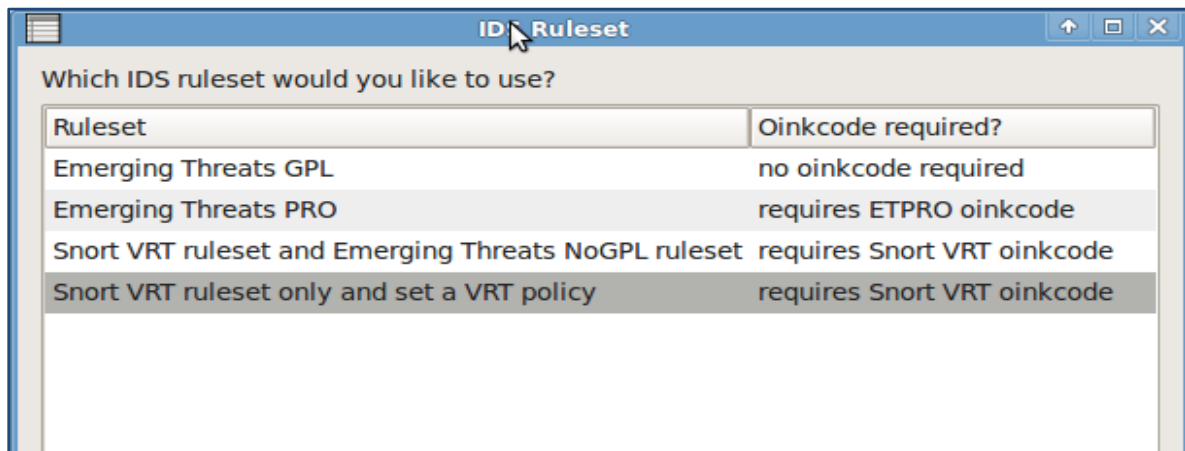 IDS Ruleset
Which IDS ruleset would you like to use?
Ruleset Oinkcode required?
Emerging Threats GPL no oinkcode required
Emerging Threats PRO requires ETPRO oinkcode
Snort VRT ruleset and Emerging Threats NoGPL ruleset requires Snort VRT oinkcode
Snort VRT ruleset only and set a VRT policy requires Snort VRT oinkcode